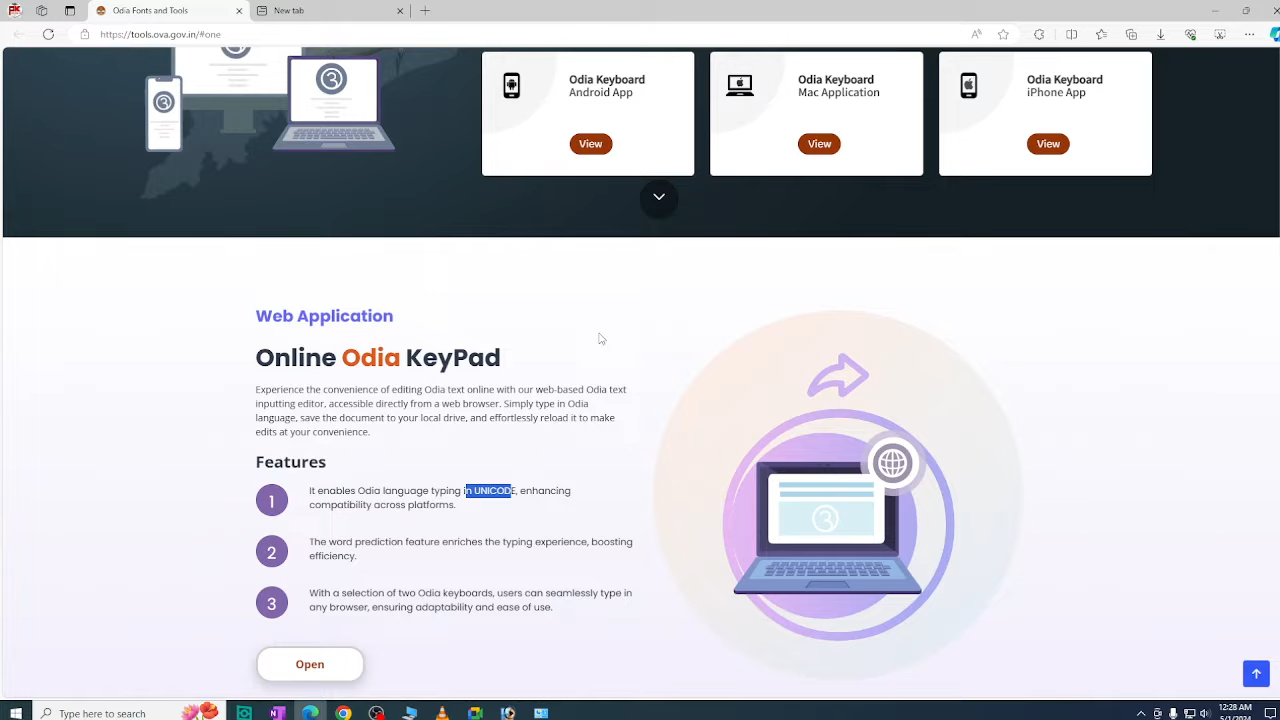 Odia Fonts and Tools
New tab
https://tools.ova.gov.in/#one
Odia Keyboard
Android App
View
Odia Keyboard
Mac Application
View
Odia Keyboard
iPhone App
View
Web Application
Online Odia KeyPad
Experience the convenience of editing Odia text online with our web-based Odia text
inputting editor, accessible directly from a web browser. Simply type in Odia
language, save the document to your local drive, and effortlessly reload it to make
edits at your convenience.
Features
1
It enables Odia language typing in UNICODE, enhancing
compatibility across platforms.
2
The word prediction feature enriches the typing experience, boosting
efficiency.
3
With a selection of two Odia keyboards, users can seamlessly type in
any browser, ensuring adaptability and ease of use.
Open
Type here to search
12:28 AM